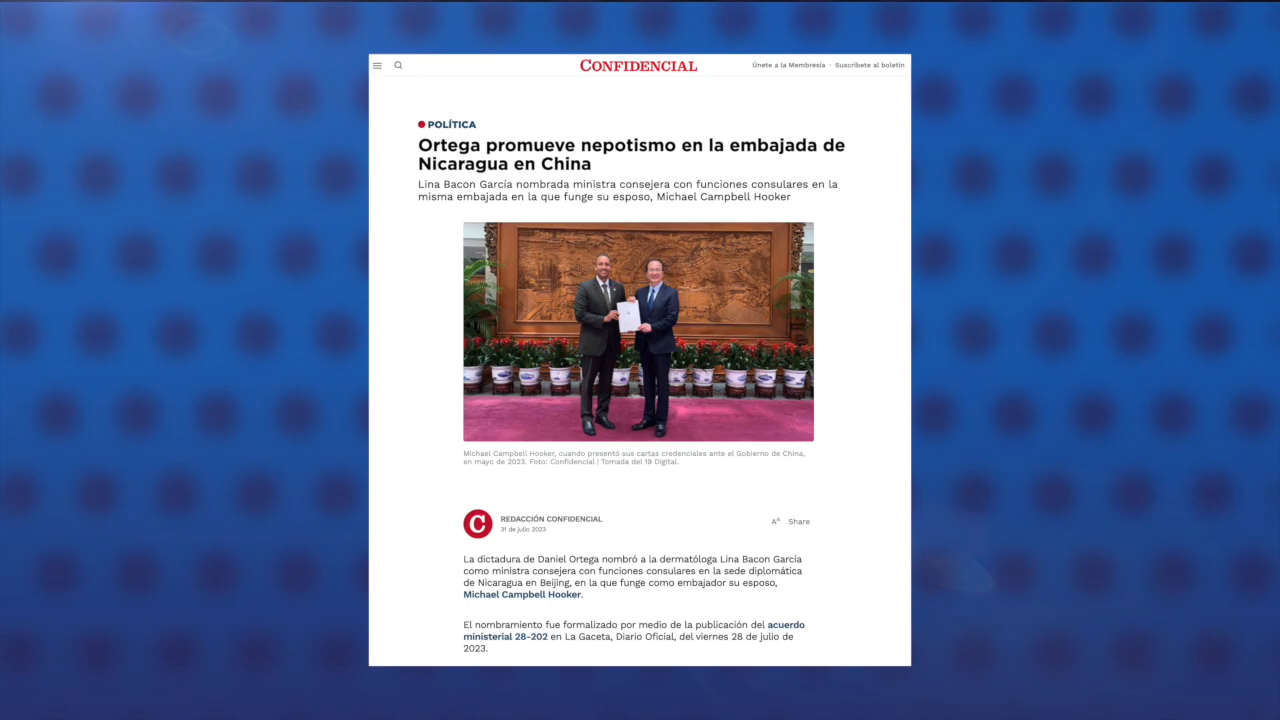 CONFIDENCIAL
Únete a la Membresía · Suscríbete al boletín
POLÍTICA
Ortega promueve nepotismo en la embajada de
Nicaragua en China
Lina Bacon García nombrada ministra consejera con funciones consulares en la
misma embajada en la que funge su esposo, Michael Campbell Hooker
Michael Campbell Hooker, cuando presentó sus cartas credenciales ante el Gobierno de China,
en mayo de 2023. Foto: Confidencial | Tomada del 19 Digital.
C
REDACCIÓN CONFIDENCIAL
31 de julio 2023
AA Share
La dictadura de Daniel Ortega nombró a la dermatóloga Lina Bacon García
como ministra consejera con funciones consulares en la sede diplomática
de Nicaragua en Beijing, en la que funge como embajador su esposo,
Michael Campbell Hooker.
El nombramiento fue formalizado por medio de la publicación del acuerdo
ministerial 28-202 en La Gaceta, Diario Oficial, del viernes 28 de julio de
2023.